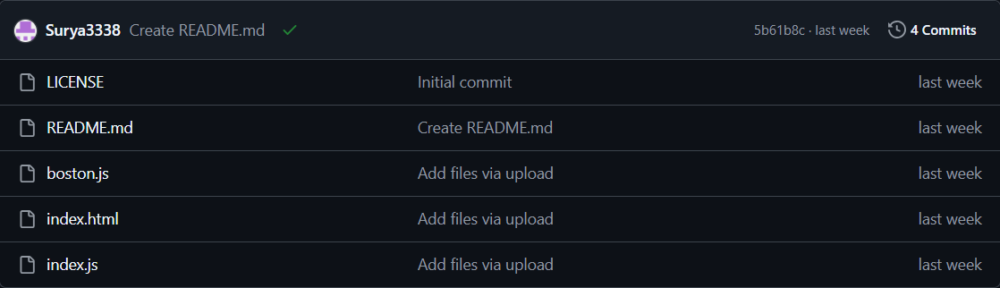 Surya3338 Create README.md 5b61b8c · last week 4 Commits
LICENSE Initial commit last week
README.md Create README.md last week
boston.js Add files via upload last week
index.html Add files via upload last week
index.js Add files via upload last week